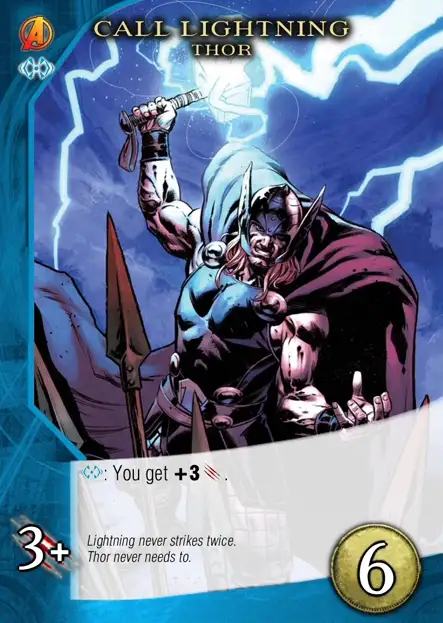 CALL LIGHTNING
THOR
: You get +3 .
3+
Lightning never strikes twice.
Thor never needs to.
6